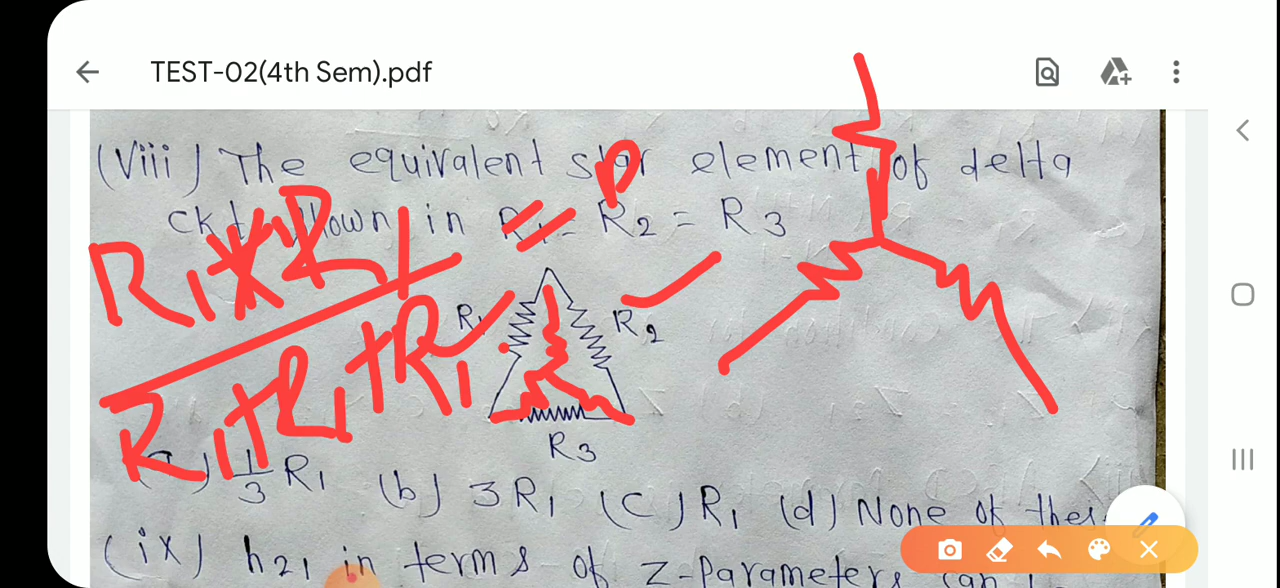 TEST-02(4th Sem).pdf
(Viii) The equivalent star element of delta
ckt shown in R1 = R2 = R3
= R
R1 * R1
R1 + R1 + R1
R1
R2
R3
(a) 1/3 R1 (b) 3R1 (C) R1 (d) None of thes
(ix) h21 in terms of Z-Parameters can